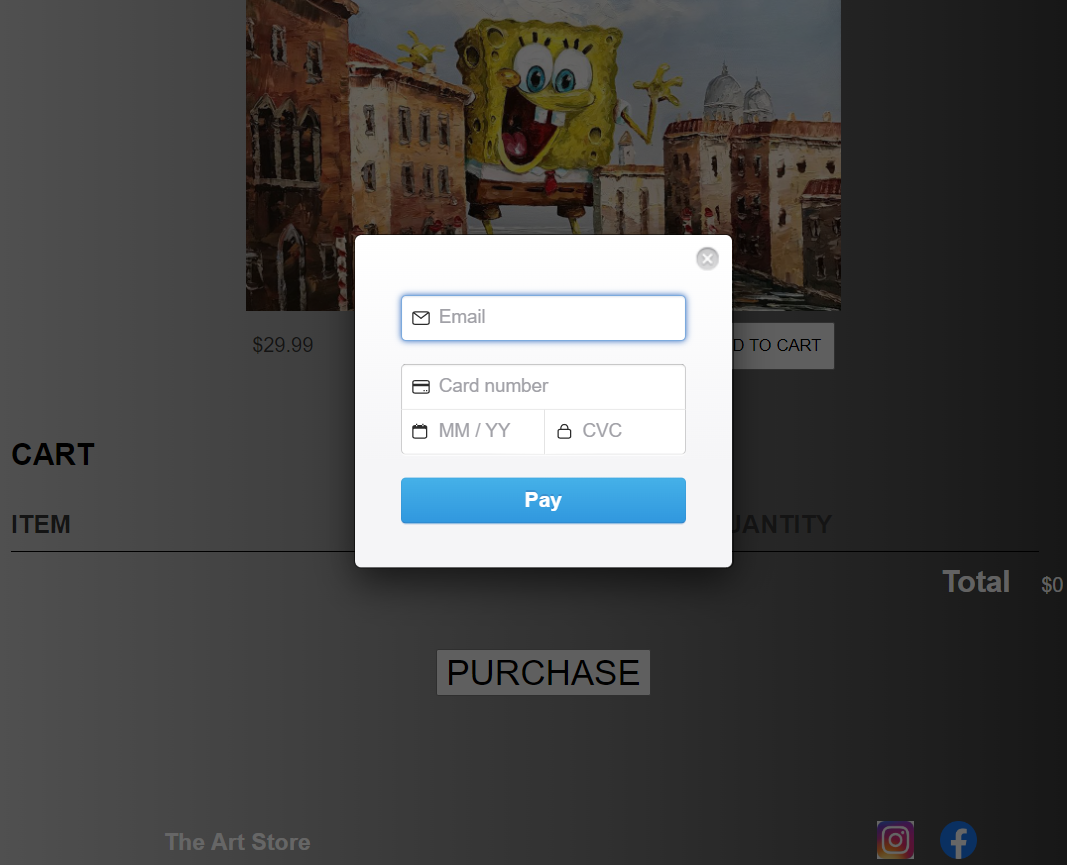 Email
$29.99
D TO CART
Card number
MM / YY
CVC
CART
Pay
ITEM
UANTITY
Total $0
PURCHASE
The Art Store